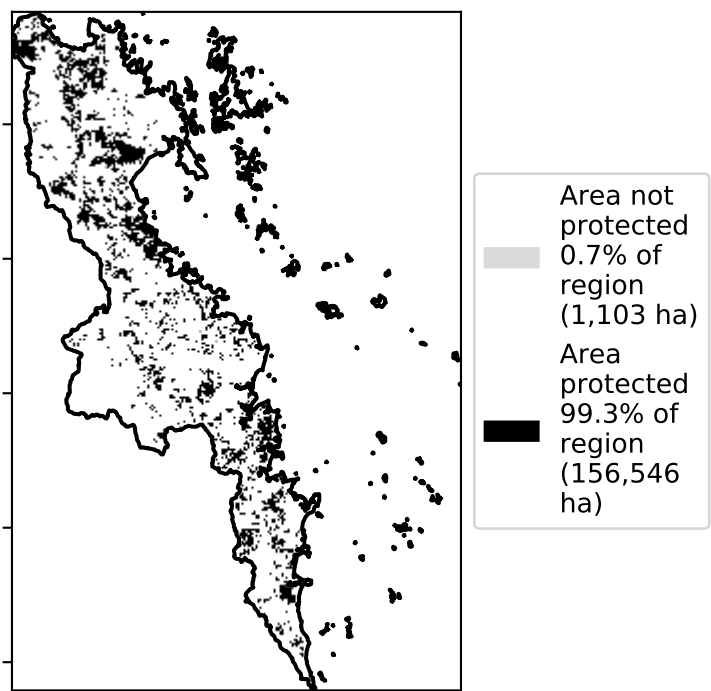 Area not
protected
0.7% of
region
(1,103 ha)
Area
protected
99.3% of
region
(156,546
ha)